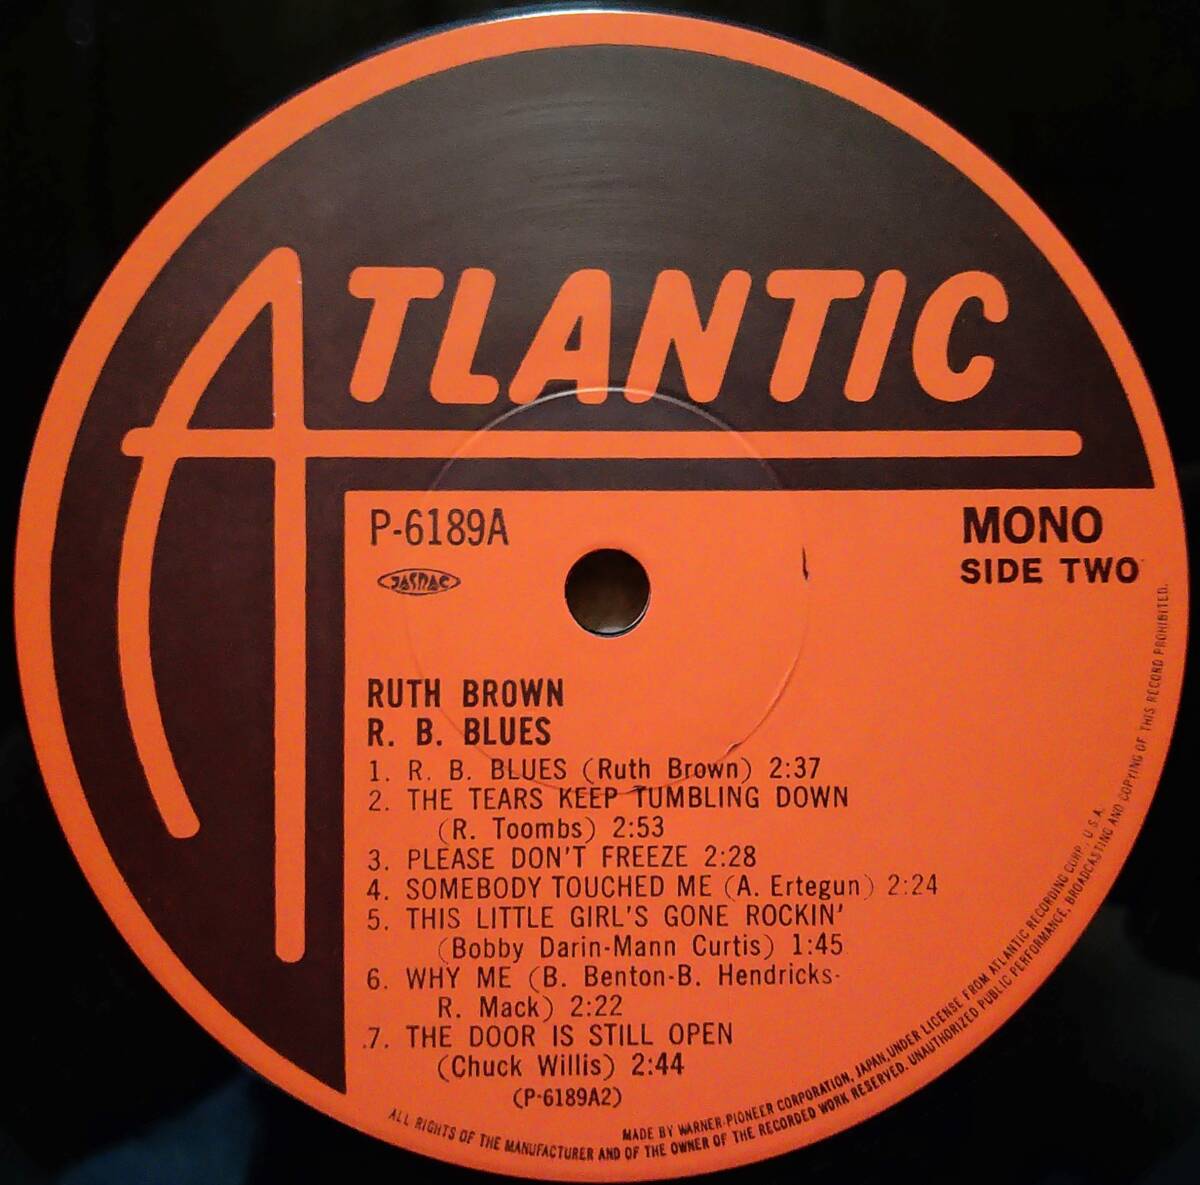 ATLANTIC
P-6189A
JASRAC
MONO
SIDE TWO
RUTH BROWN
R. B. BLUES
1. R. B. BLUES (Ruth Brown) 2:37
2. THE TEARS KEEP TUMBLING DOWN
(R. Toombs) 2:53
3. PLEASE DON'T FREEZE 2:28
4. SOMEBODY TOUCHED ME (A. Ertegun) 2:24
5. THIS LITTLE GIRL'S GONE ROCKIN'
(Bobby Darin-Mann Curtis) 1:45
6. WHY ME (B. Benton-B. Hendricks-
R. Mack) 2:22
7. THE DOOR IS STILL OPEN
(Chuck Willis) 2:44
(P-6189A2)
MADE BY WARNER-PIONEER CORPORATION, JAPAN, UNDER LICENSE FROM ATLANTIC RECORDING CORP., U.S.A.
ALL RIGHTS OF THE MANUFACTURER AND OF THE OWNER OF THE RECORDED WORK RESERVED. UNAUTHORIZED PUBLIC PERFORMANCE, BROADCASTING AND COPYING OF THIS RECORD PROHIBITED.